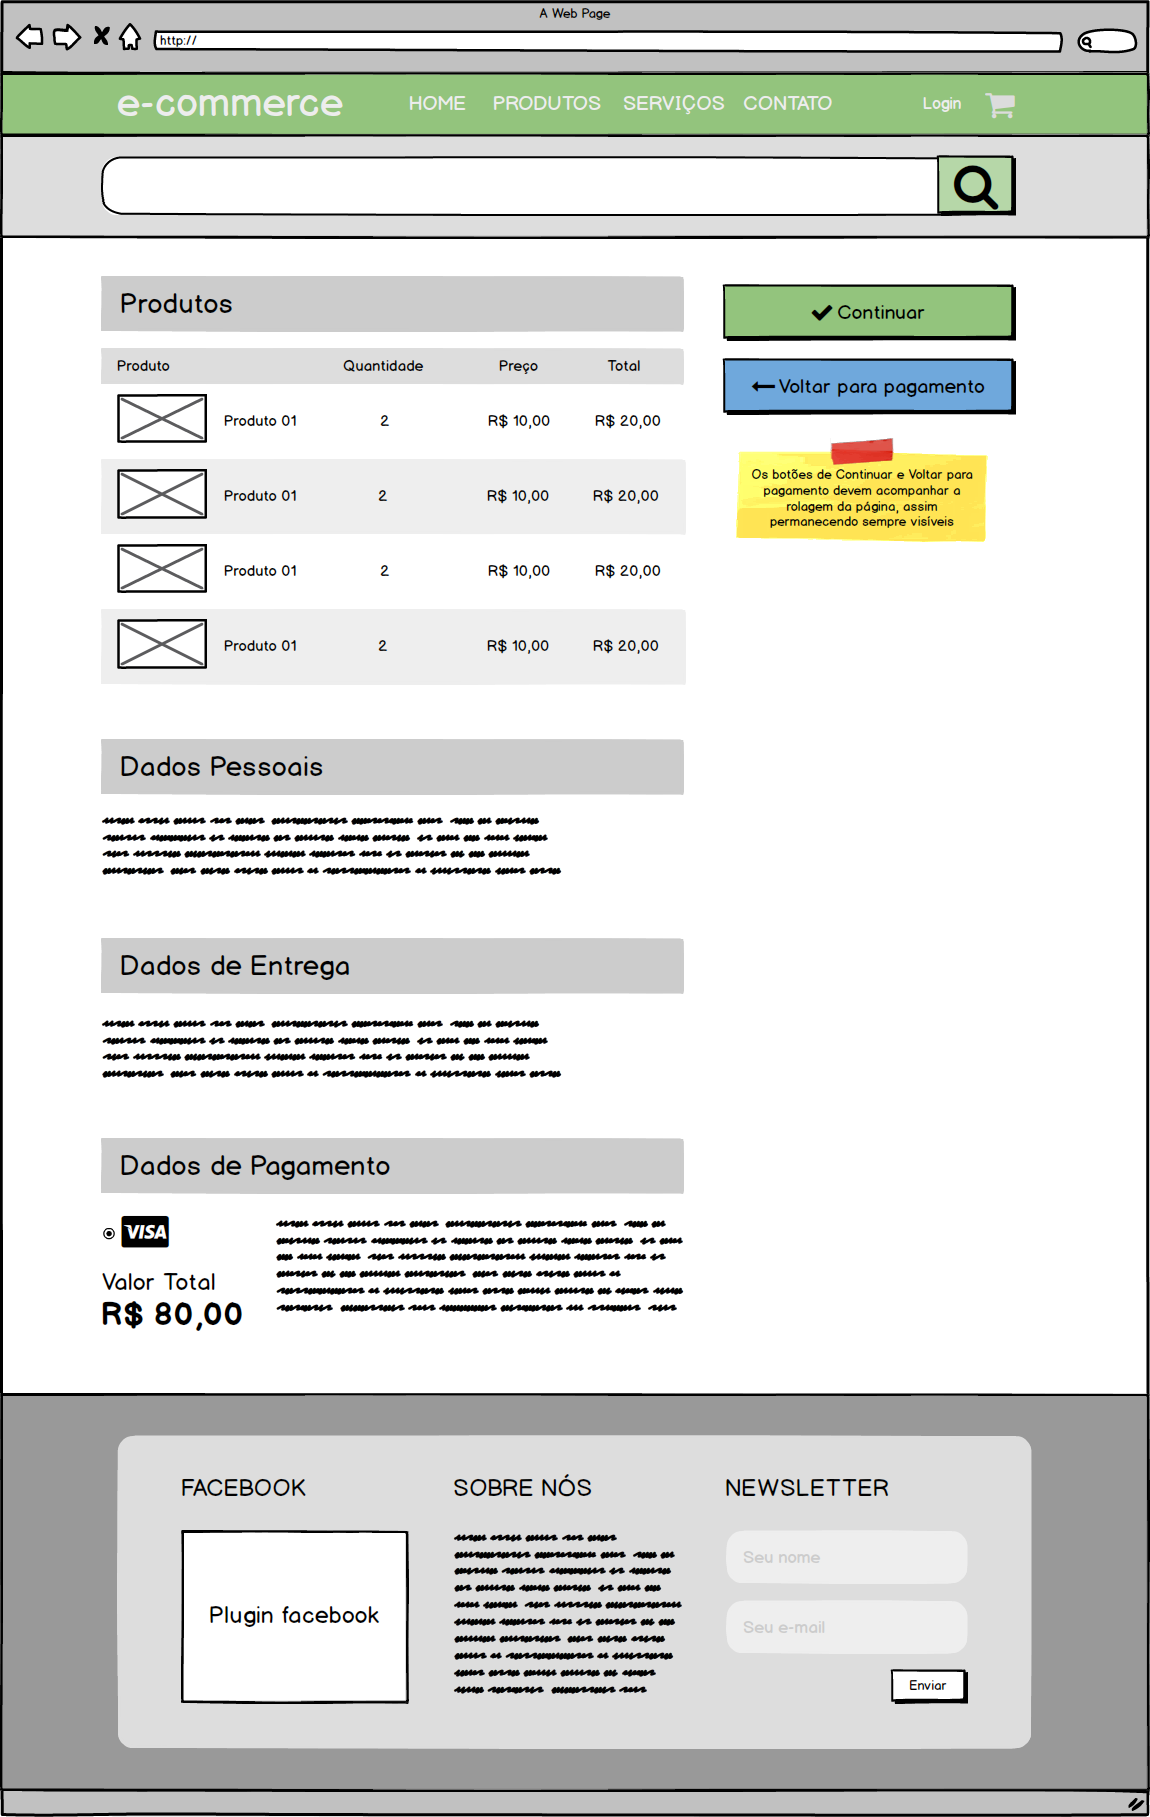 A Web Page
http://
e-commerce HOME PRODUTOS SERVIÇOS CONTATO Login
Produtos
Produto Quantidade Preço Total
Produto 01 2 R$ 10,00 R$ 20,00
Produto 01 2 R$ 10,00 R$ 20,00
Produto 01 2 R$ 10,00 R$ 20,00
Produto 01 2 R$ 10,00 R$ 20,00
Continuar
Voltar para pagamento
Os botões de Continuar e Voltar para
pagamento devem acompanhar a
rolagem da página, assim
permanecendo sempre visíveis
Dados Pessoais
Dados de Entrega
Dados de Pagamento
VISA
Valor Total
R$ 80,00
FACEBOOK
Plugin facebook
SOBRE NÓS
NEWSLETTER
Seu nome
Seu e-mail
Enviar